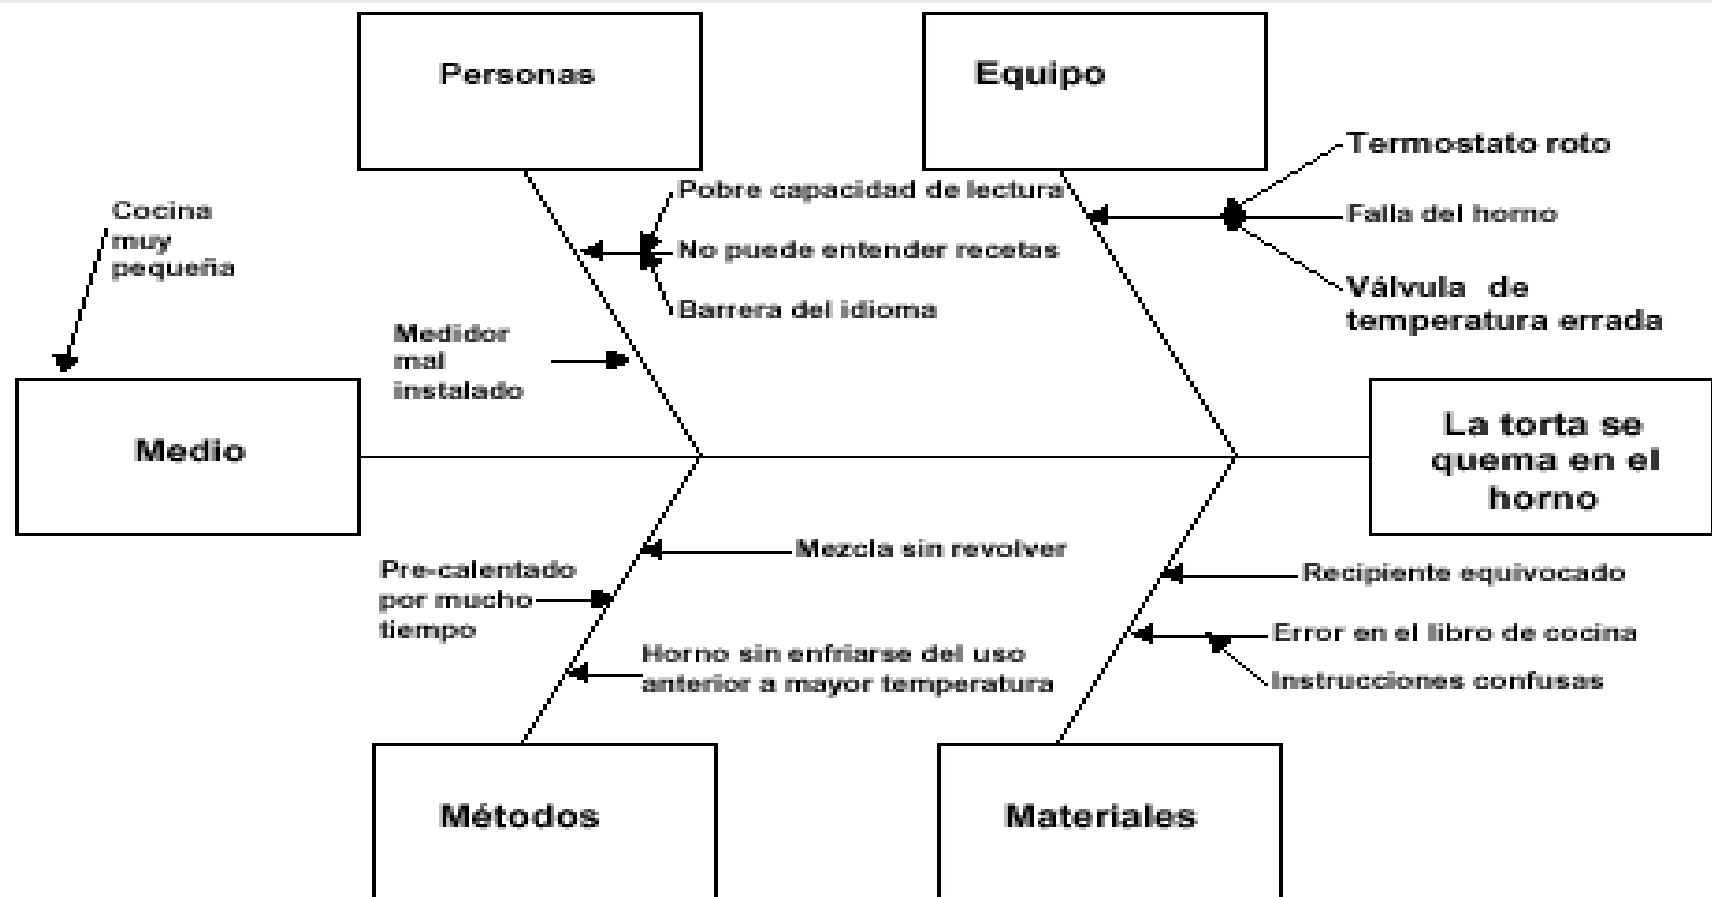 Personas
Equipo
Termostato roto
Pobre capacidad de lectura
Cocina
muy
pequeña
Falla del horno
No puede entender recetas
Barrera del idioma
Válvula de
temperatura errada
Medidor
mal
instalado
Medio
La torta se
quema en el
horno
Mezcla sin revolver
Pre-calentado
por mucho
tiempo
Recipiente equivocado
Error en el libro de cocina
Horno sin enfriarse del uso
anterior a mayor temperatura
Instrucciones confusas
Métodos
Materiales